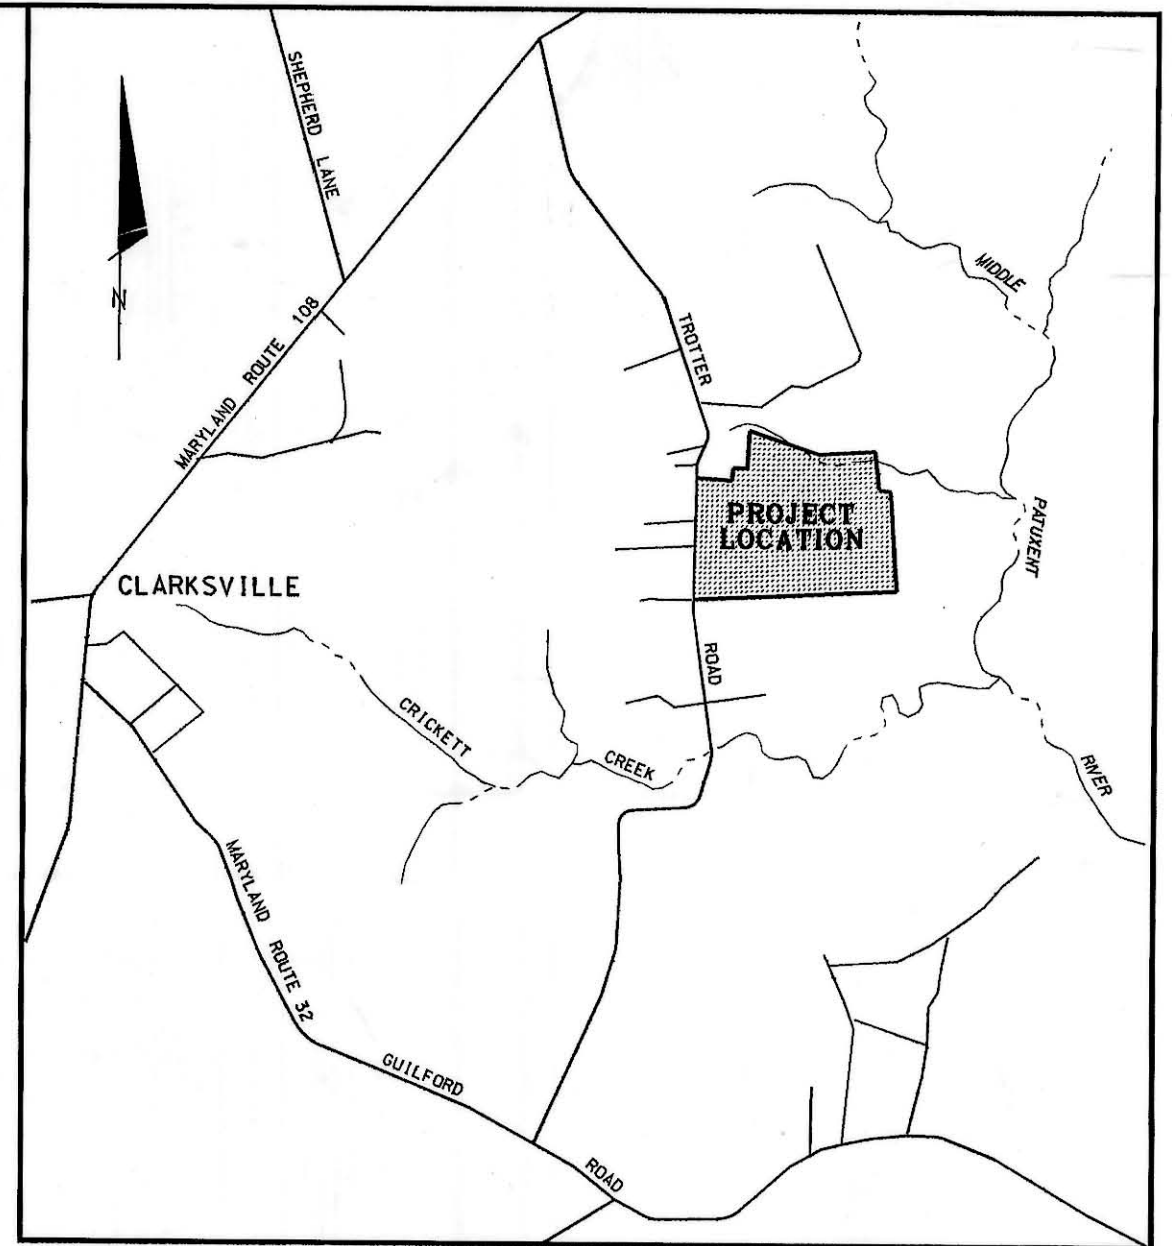 SHEPHERD LANE
N
MARYLAND ROUTE 108
MIDDLE
TROTTER
PROJECT
LOCATION
PATUXENT
CLARKSVILLE
ROAD
CRICKETT
CREEK
RIVER
MARYLAND ROUTE 32
GUILFORD
ROAD